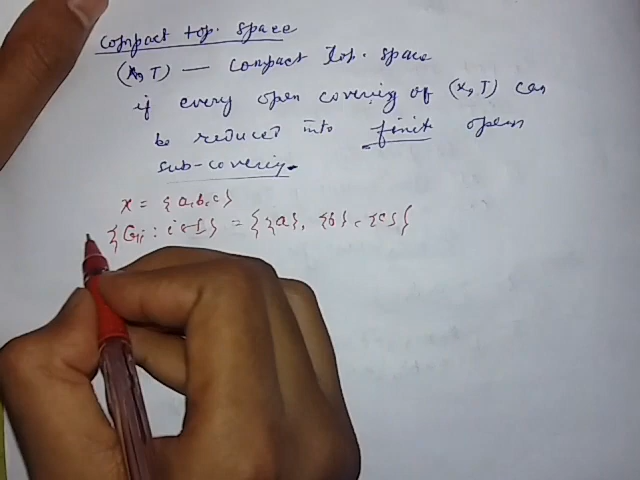 Compact top. space
(X, T) — Compact Top. space
if every open covering of (X, T) can
be reduced into finite open
sub-covering.
X = {a,b,c}
{Gi : i ∈ I} = {{a}, {b}, {c}}